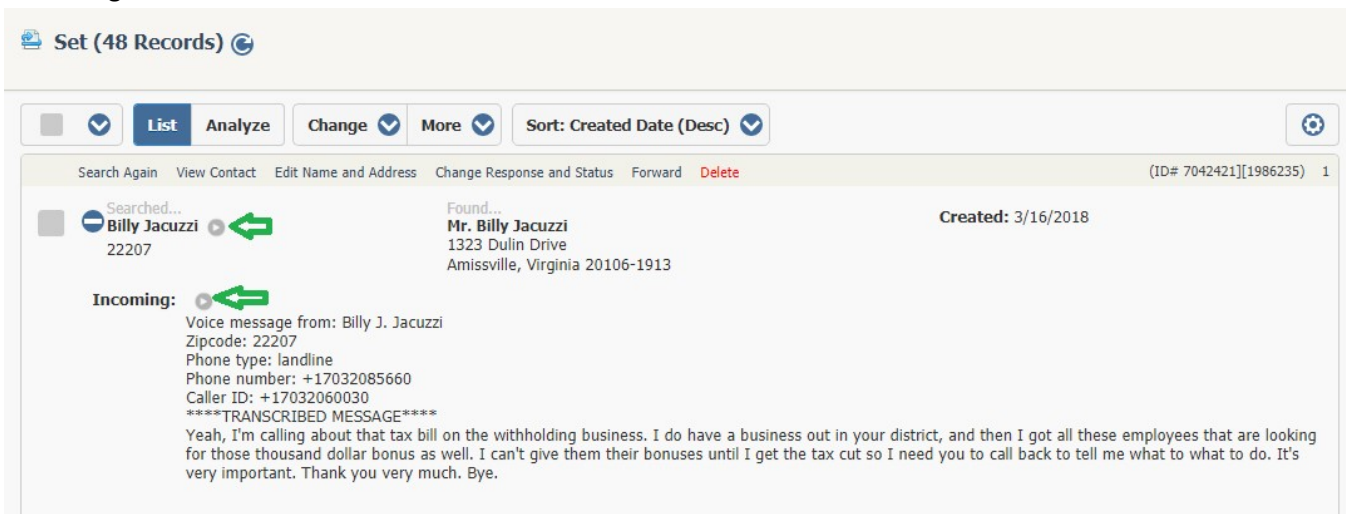 Set (48 Records)
List Analyze Change More Sort: Created Date (Desc)
Search Again View Contact Edit Name and Address Change Response and Status Forward Delete (ID# 7042421][1986235) 1
Searched... Found...
Billy Jacuzzi Mr. Billy Jacuzzi Created: 3/16/2018
22207 1323 Dulin Drive
Amissville, Virginia 20106-1913
Incoming:
Voice message from: Billy J. Jacuzzi
Zipcode: 22207
Phone type: landline
Phone number: +17032085660
Caller ID: +17032060030
****TRANSCRIBED MESSAGE****
Yeah, I'm calling about that tax bill on the withholding business. I do have a business out in your district, and then I got all these employees that are looking
for those thousand dollar bonus as well. I can't give them their bonuses until I get the tax cut so I need you to call back to tell me what to what to do. It's
very important. Thank you very much. Bye.